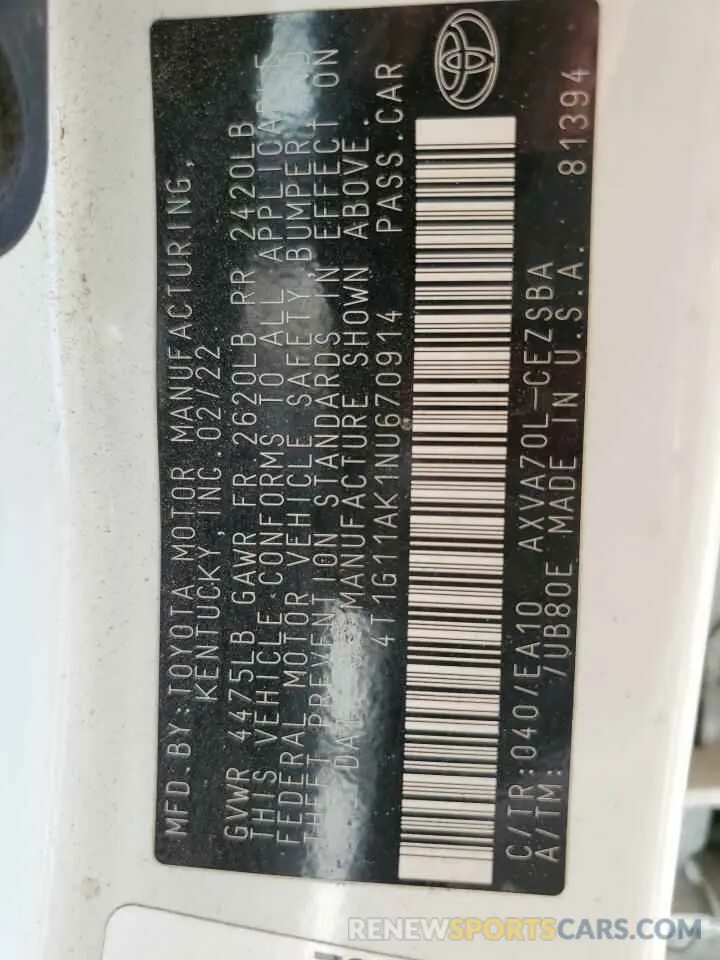 MFD.BY:TOYOTA MOTOR MANUFACTURING,
KENTUCKY, INC. 02/22
GVWR 4475LB GAWR FR 2620LB RR 2420LB
THIS VEHICLE CONFORMS TO ALL APPLICABLE
FEDERAL MOTOR VEHICLE SAFETY, BUMPER,
THEFT PREVENTION STANDARDS IN EFFECT ON
MANUFACTURE SHOWN ABOVE.
4T1G11AK1NU670914 PASS.CAR
C/TR:040/EA10 AXVA70L-CEZSBA
A/TM: /UB80E MADE IN U.S.A. 81394
RENEWSPORTSCARS.COM